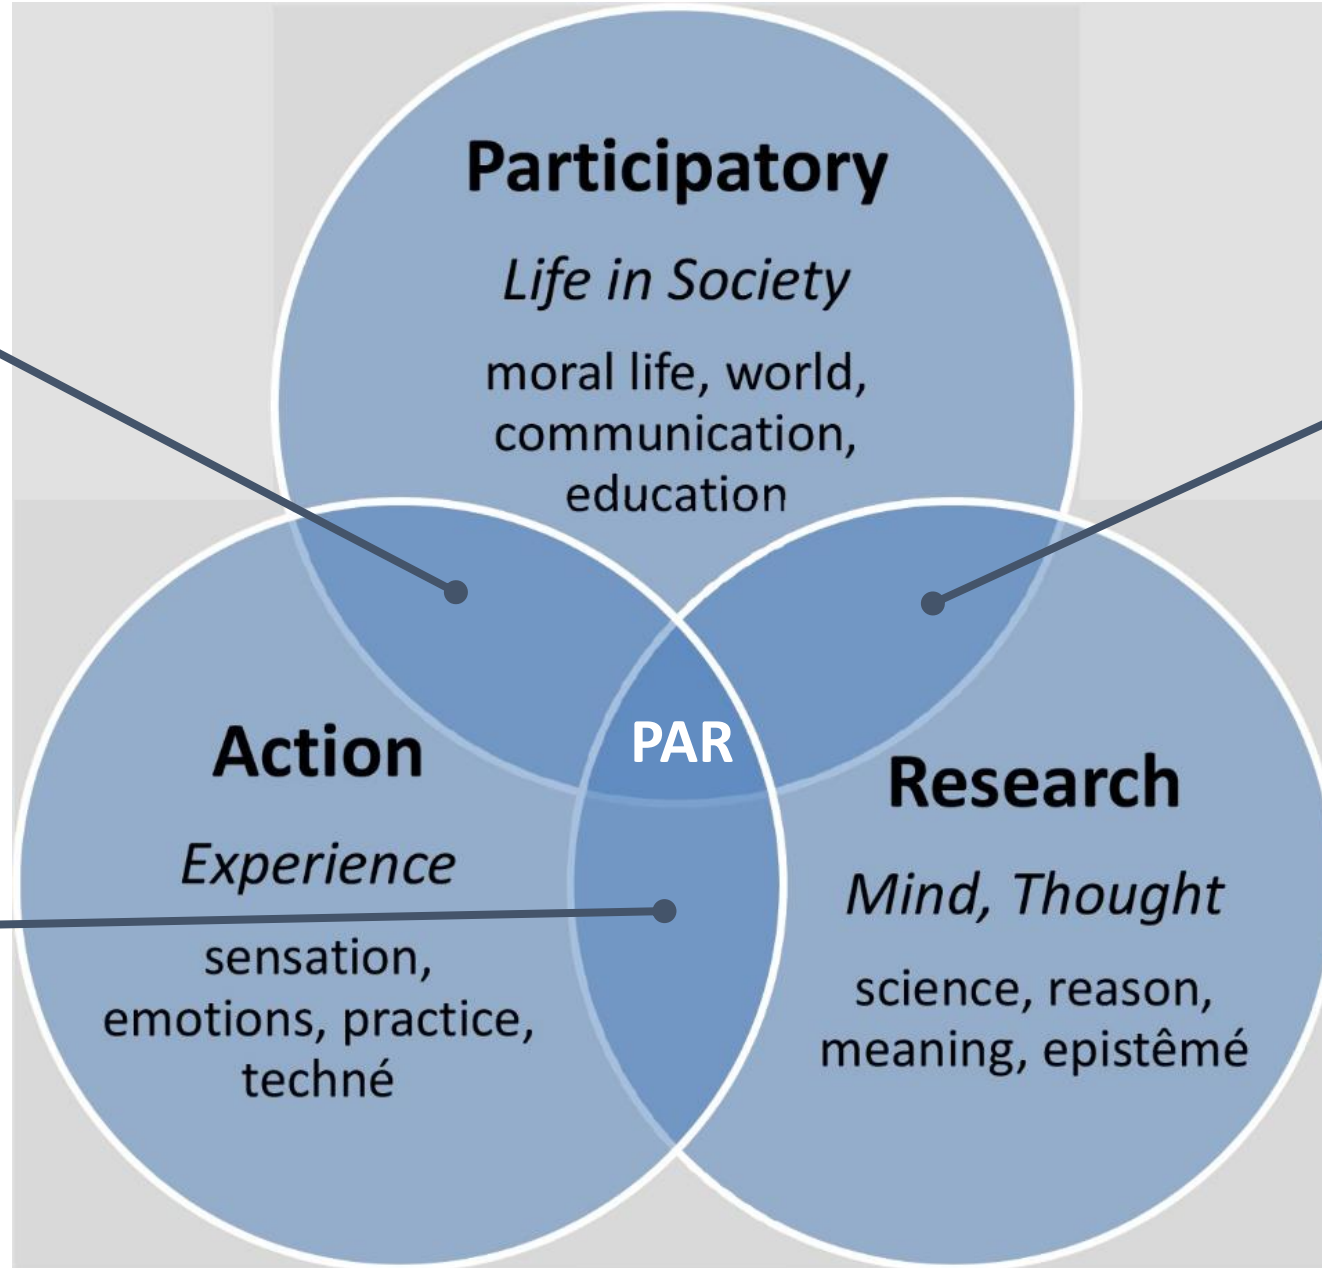 Participatory
Life in Society
moral life, world,
communication,
education
PAR
Action
Experience
sensation,
emotions, practice,
techné
Research
Mind, Thought
science, reason,
meaning, epistêmé